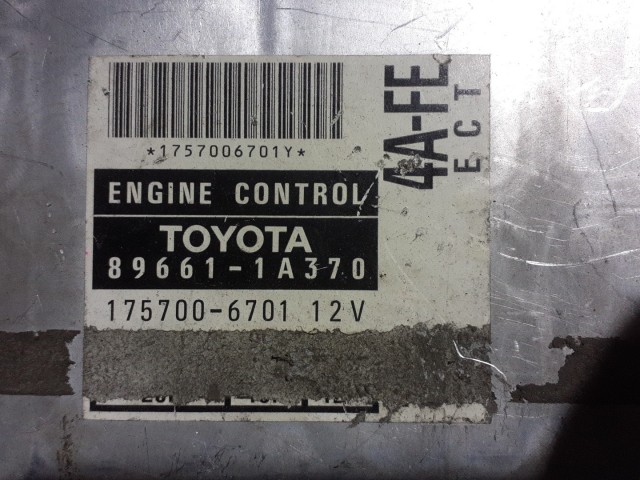 *1757006701Y*
ENGINE CONTROL
TOYOTA
89661-1A370
175700-6701 12V
4A-FE
ECT